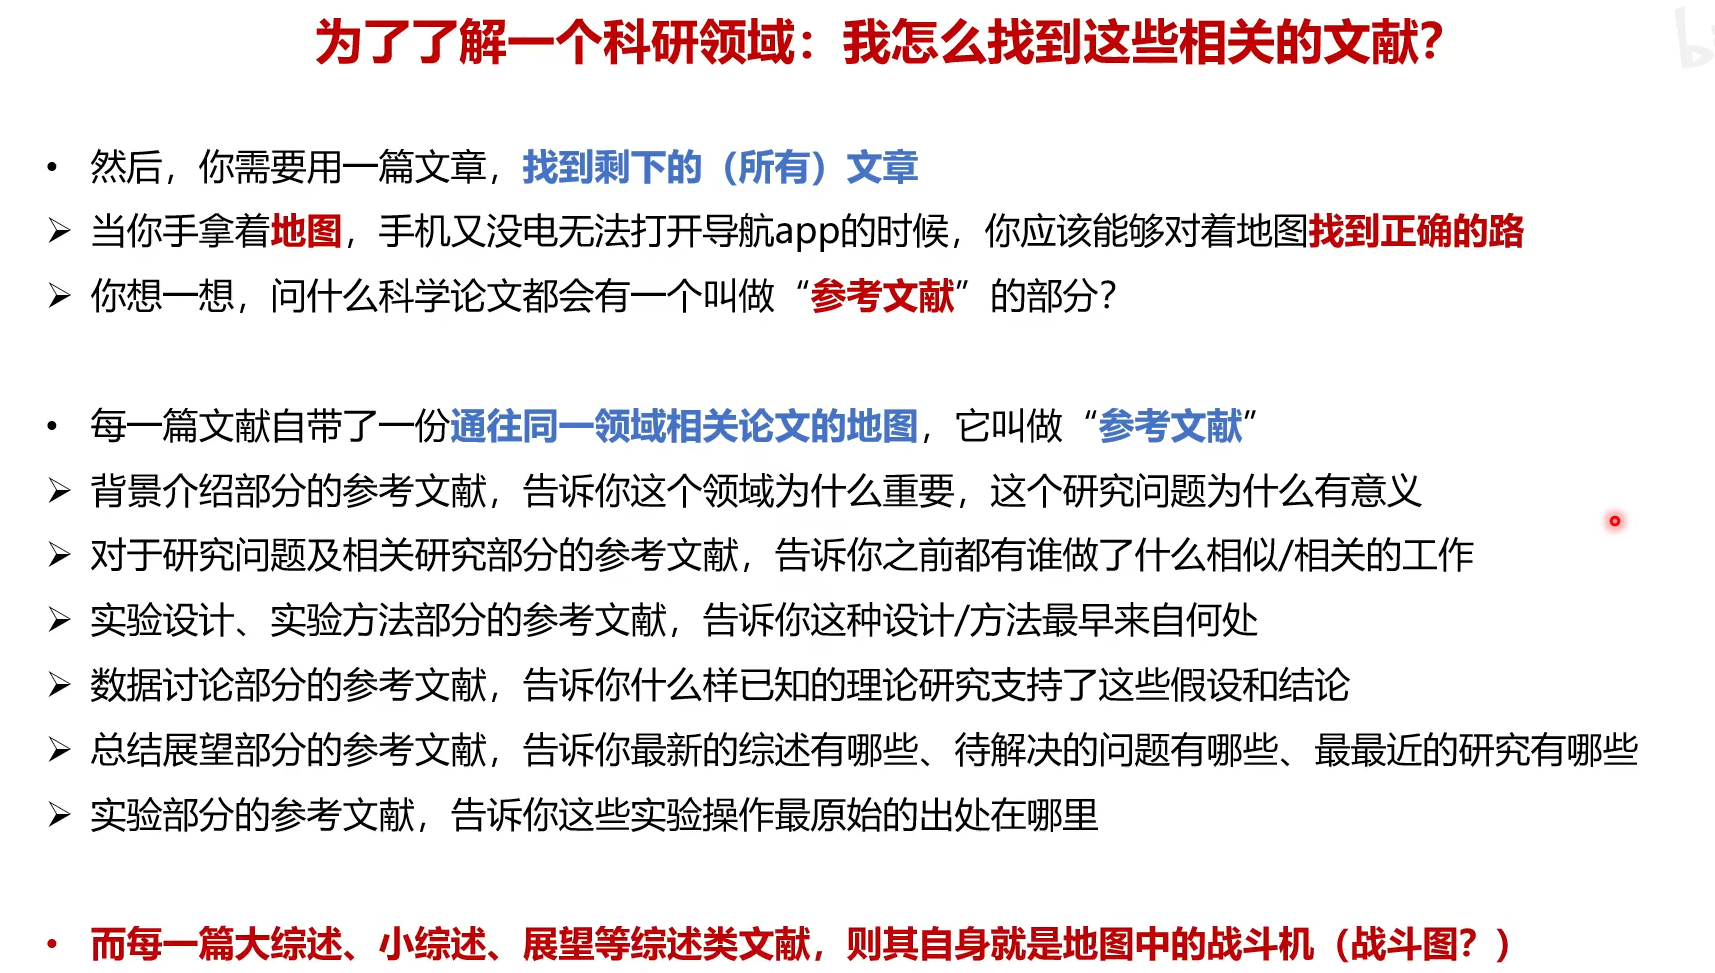 为了了解一个科研领域：我怎么找到这些相关的文献？
• 然后，你需要用一篇文章，找到剩下的（所有）文章
➢ 当你手拿着地图，手机又没电无法打开导航app的时候，你应该能够对着地图找到正确的路
➢ 你想一想，问什么科学论文都会有一个叫做“参考文献”的部分？
• 每一篇文献自带了一份通往同一领域相关论文的地图，它叫做“参考文献”
➢ 背景介绍部分的参考文献，告诉你这个领域为什么重要，这个研究问题为什么有意义
➢ 对于研究问题及相关研究部分的参考文献，告诉你之前都有谁做了什么相似/相关的工作
➢ 实验设计、实验方法部分的参考文献，告诉你这种设计/方法最早来自何处
➢ 数据讨论部分的参考文献，告诉你什么样已知的理论研究支持了这些假设和结论
➢ 总结展望部分的参考文献，告诉你最新的综述有哪些、待解决的问题有哪些、最最近的研究有哪些
➢ 实验部分的参考文献，告诉你这些实验操作最原始的出处在哪里
• 而每一篇大综述、小综述、展望等综述类文献，则其自身就是地图中的战斗机（战斗图？）